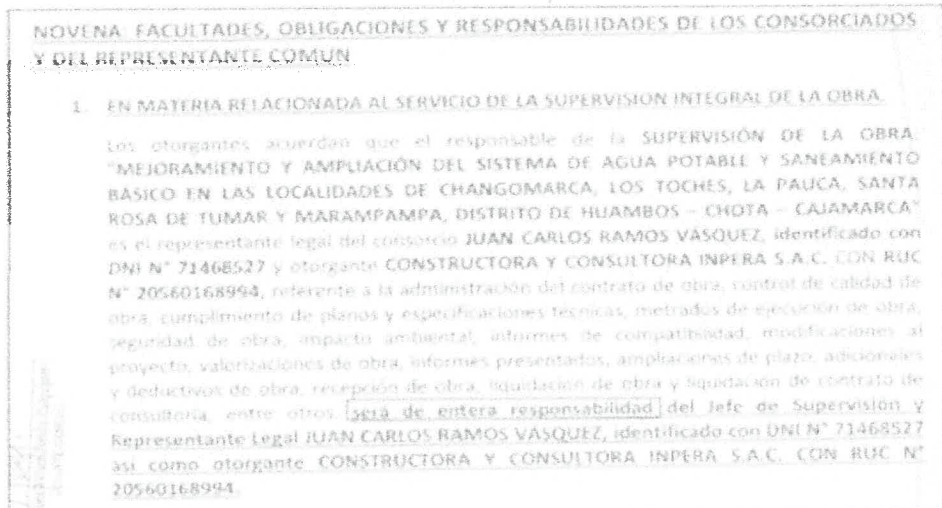 NOVENA. FACULTADES, OBLIGACIONES Y RESPONSABILIDADES DE LOS CONSORCIADOS
Y DEL REPRESENTANTE COMUN
1. EN MATERIA RELACIONADA AL SERVICIO DE LA SUPERVISION INTEGRAL DE LA OBRA.
Los otorgantes acuerdan que el responsable de la SUPERVISIÓN DE LA OBRA:
"MEJORAMIENTO Y AMPLIACIÓN DEL SISTEMA DE AGUA POTABLE Y SANEAMIENTO
BÁSICO EN LAS LOCALIDADES DE CHANGOMARCA, LOS TOCHES, LA PAUCA, SANTA
ROSA DE TUMAR Y MARAMPAMPA, DISTRITO DE HUAMBOS – CHOTA – CAJAMARCA"
es el representante legal del consorcio JUAN CARLOS RAMOS VÁSQUEZ, identificado con
DNI N° 71468527 y otorgante CONSTRUCTORA Y CONSULTORA INPERA S.A.C. CON RUC
N° 20560168994, referente a la administración del contrato de obra, control de calidad de
obra, cumplimiento de planos y especificaciones técnicas, metrados de ejecución de obra,
seguridad de obra, impacto ambiental, informes de compatibilidad, modificaciones al
proyecto, valorizaciones de obra, informes presentados, ampliaciones de plazo, adicionales
y deductivos de obra, recepción de obra, liquidación de obra y liquidación de contrato de
consultoría, entre otros será de entera responsabilidad del Jefe de Supervisión y
Representante Legal JUAN CARLOS RAMOS VÁSQUEZ, identificado con DNI N° 71468527
así como otorgante CONSTRUCTORA Y CONSULTORA INPERA S.A.C. CON RUC N°
20560168994.